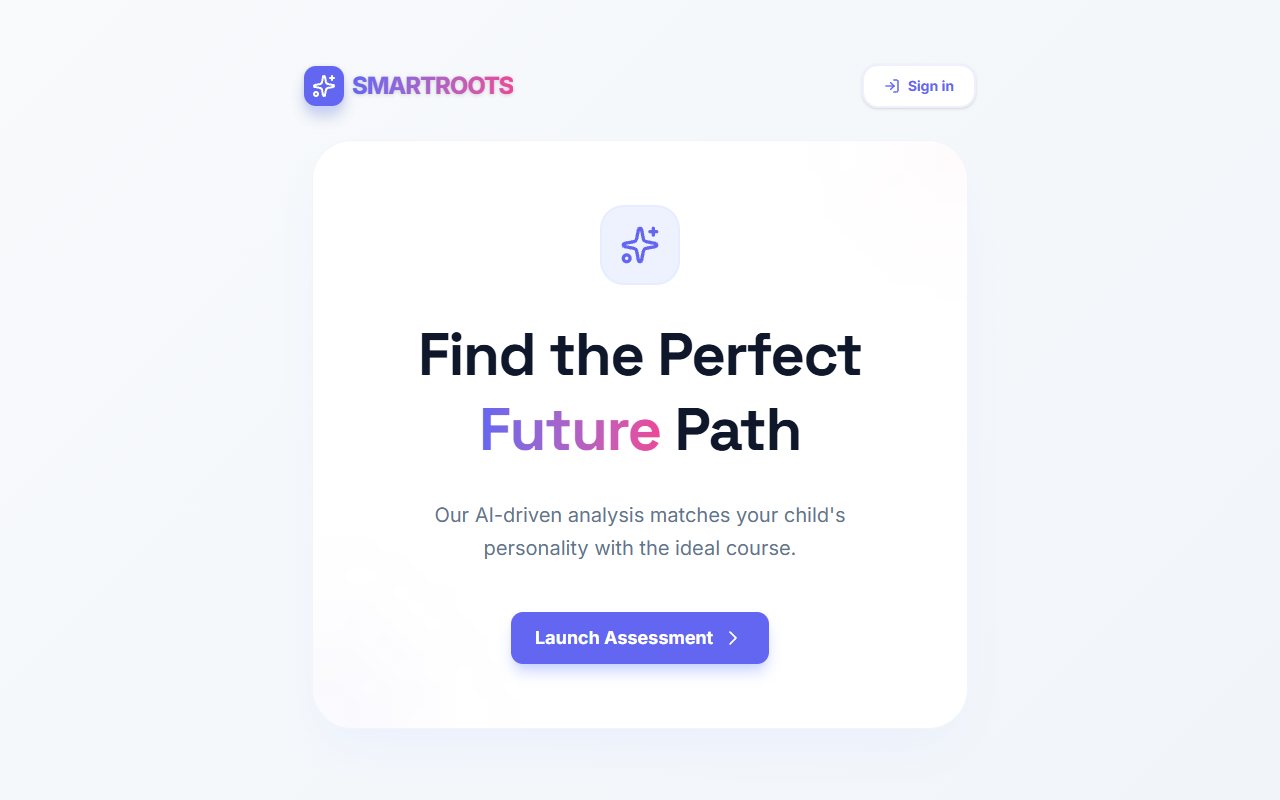 SMARTROOTS
Sign in
Find the Perfect
Future Path
Our AI-driven analysis matches your child's
personality with the ideal course.
Launch Assessment